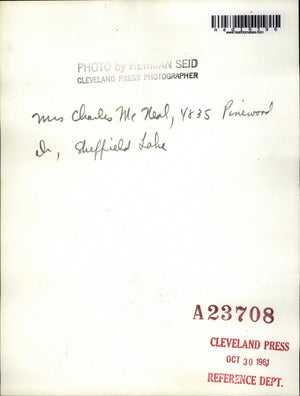 PHOTO by HERMAN SEID
CLEVELAND PRESS PHOTOGRAPHER
Mrs Charles Mc Neal, 4835 Pinewood
Dr, Sheffield Lake
A23708
CLEVELAND PRESS
OCT 30 1961
REFERENCE DEPT.